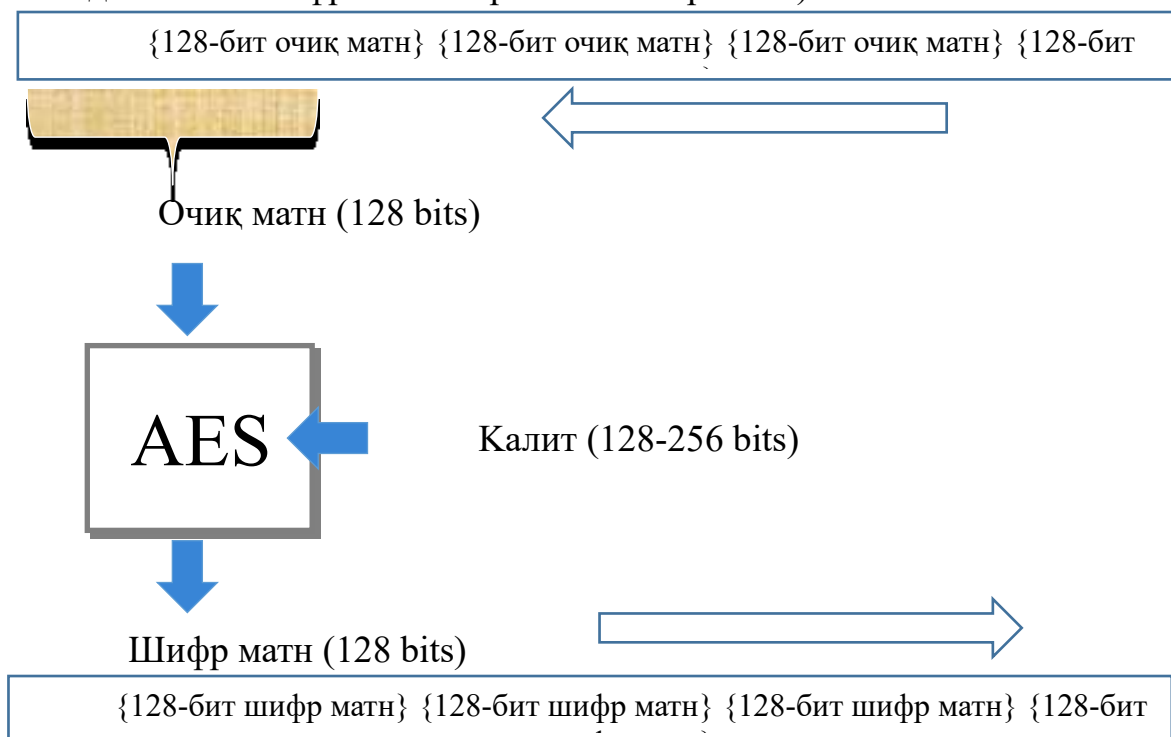 {128-бит очиқ матн} {128-бит очиқ матн} {128-бит очиқ матн} {128-бит
Очиқ матн (128 bits)
AES
Калит (128-256 bits)
Шифр матн (128 bits)
{128-бит шифр матн} {128-бит шифр матн} {128-бит шифр матн} {128-бит